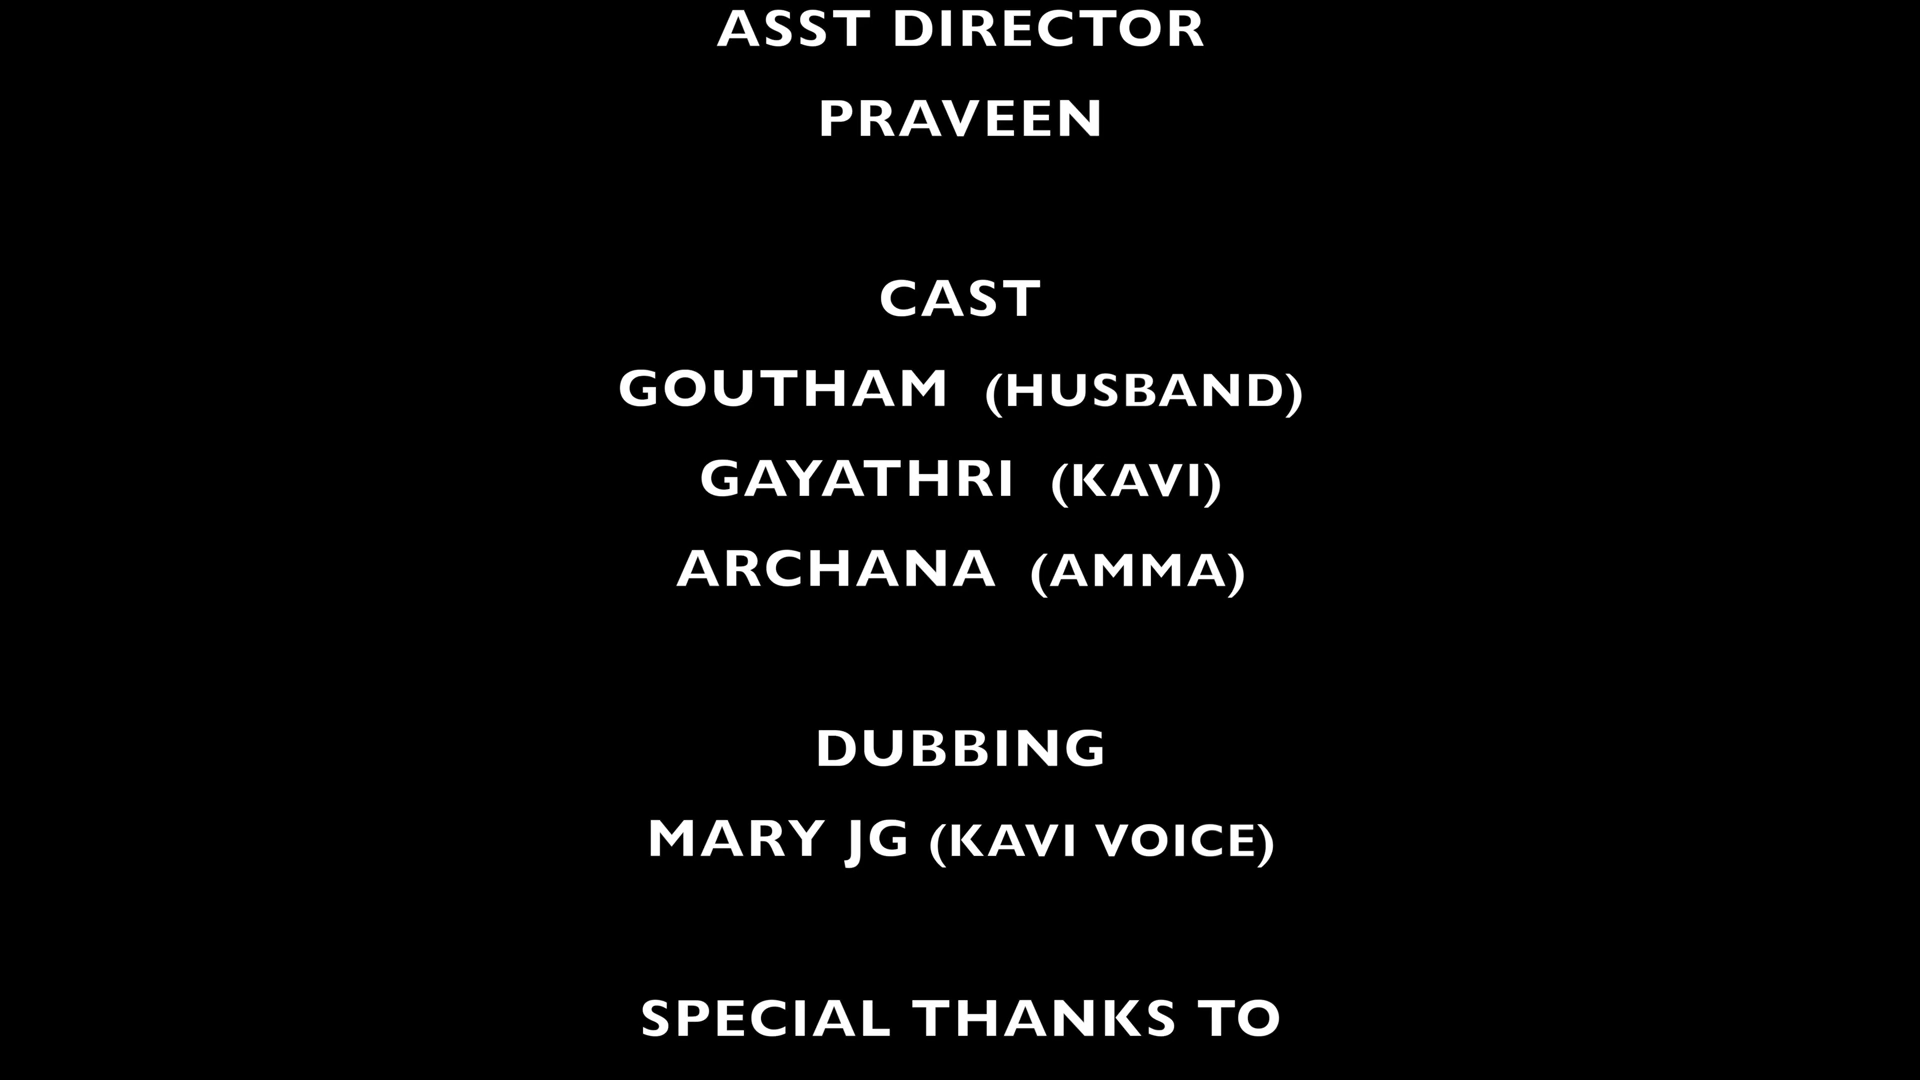 ASST DIRECTOR
PRAVEEN
CAST
GOUTHAM (HUSBAND)
GAYATHRI (KAVI)
ARCHANA (AMMA)
DUBBING
MARY JG (KAVI VOICE)
SPECIAL THANKS TO